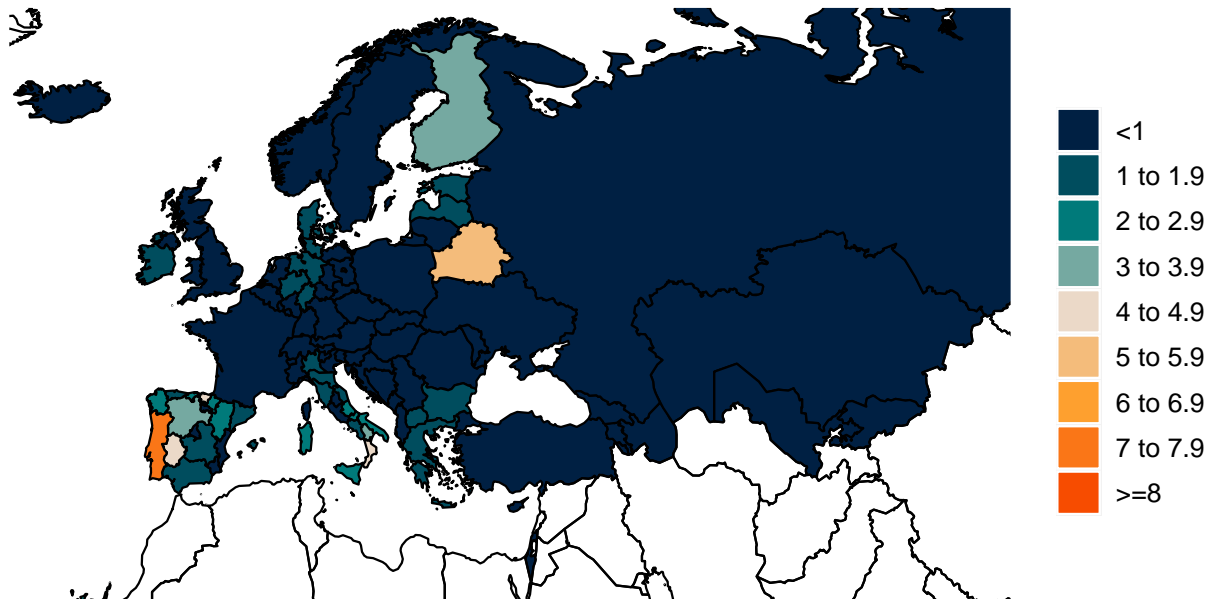 <1
1 to 1.9
2 to 2.9
3 to 3.9
4 to 4.9
5 to 5.9
6 to 6.9
7 to 7.9
>=8